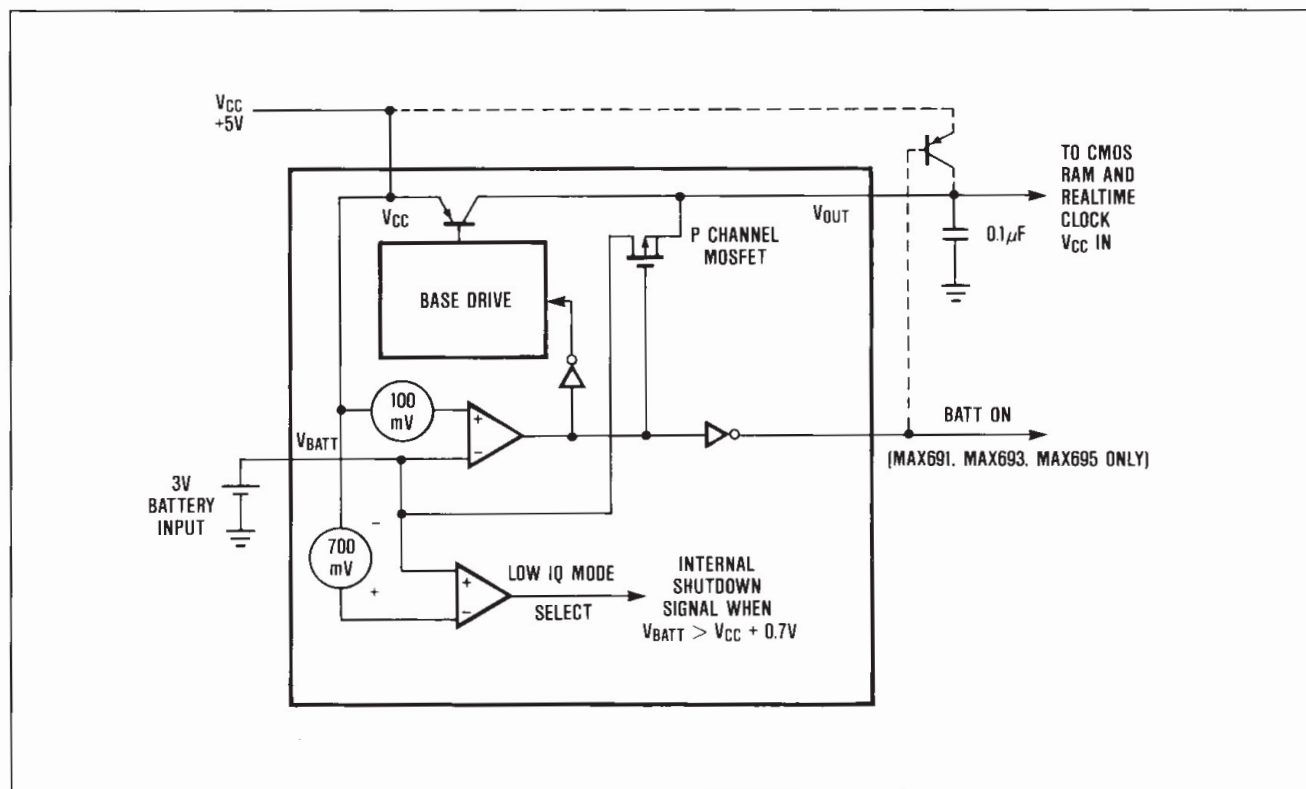 VCC
+5V
TO CMOS
RAM AND
REALTIME
CLOCK
VCC IN
0.1μF
VCC
VOUT
P CHANNEL
MOSFET
BASE DRIVE
100
mV
+
−
VBATT
BATT ON
(MAX691, MAX693, MAX695 ONLY)
3V
BATTERY
INPUT
−
700
mV
+
+
−
LOW IQ MODE
SELECT
INTERNAL
SHUTDOWN
SIGNAL WHEN
VBATT > VCC + 0.7V